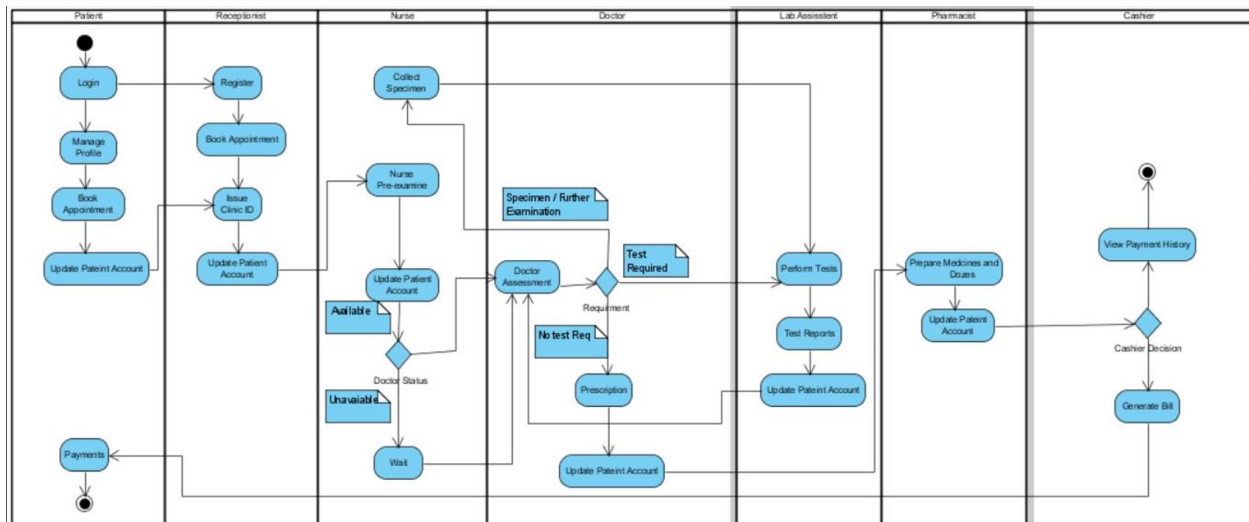 Patient
Receptionist
Nurse
Doctor
Lab Assisstent
Pharmacist
Cashier
Login
Manage
Profile
Book
Appointment
Update Pateint Account
Payments
Register
Book Appointment
Issue
Clinic ID
Update Patient
Account
Collect
Specimen
Nurse
Pre-examine
Update Patient
Account
Available
Doctor Status
Unavaiable
Wait
Specimen / Further
Examination
Doctor
Assessment
Test
Required
Requirment
No test Req
Prescription
Update Pateint Account
Perform Tests
Test Reports
Update Pateint Account
Prepare Medicines and
Dozes
Update Pateint
Account
View Payment History
Cashier Decision
Generate Bill